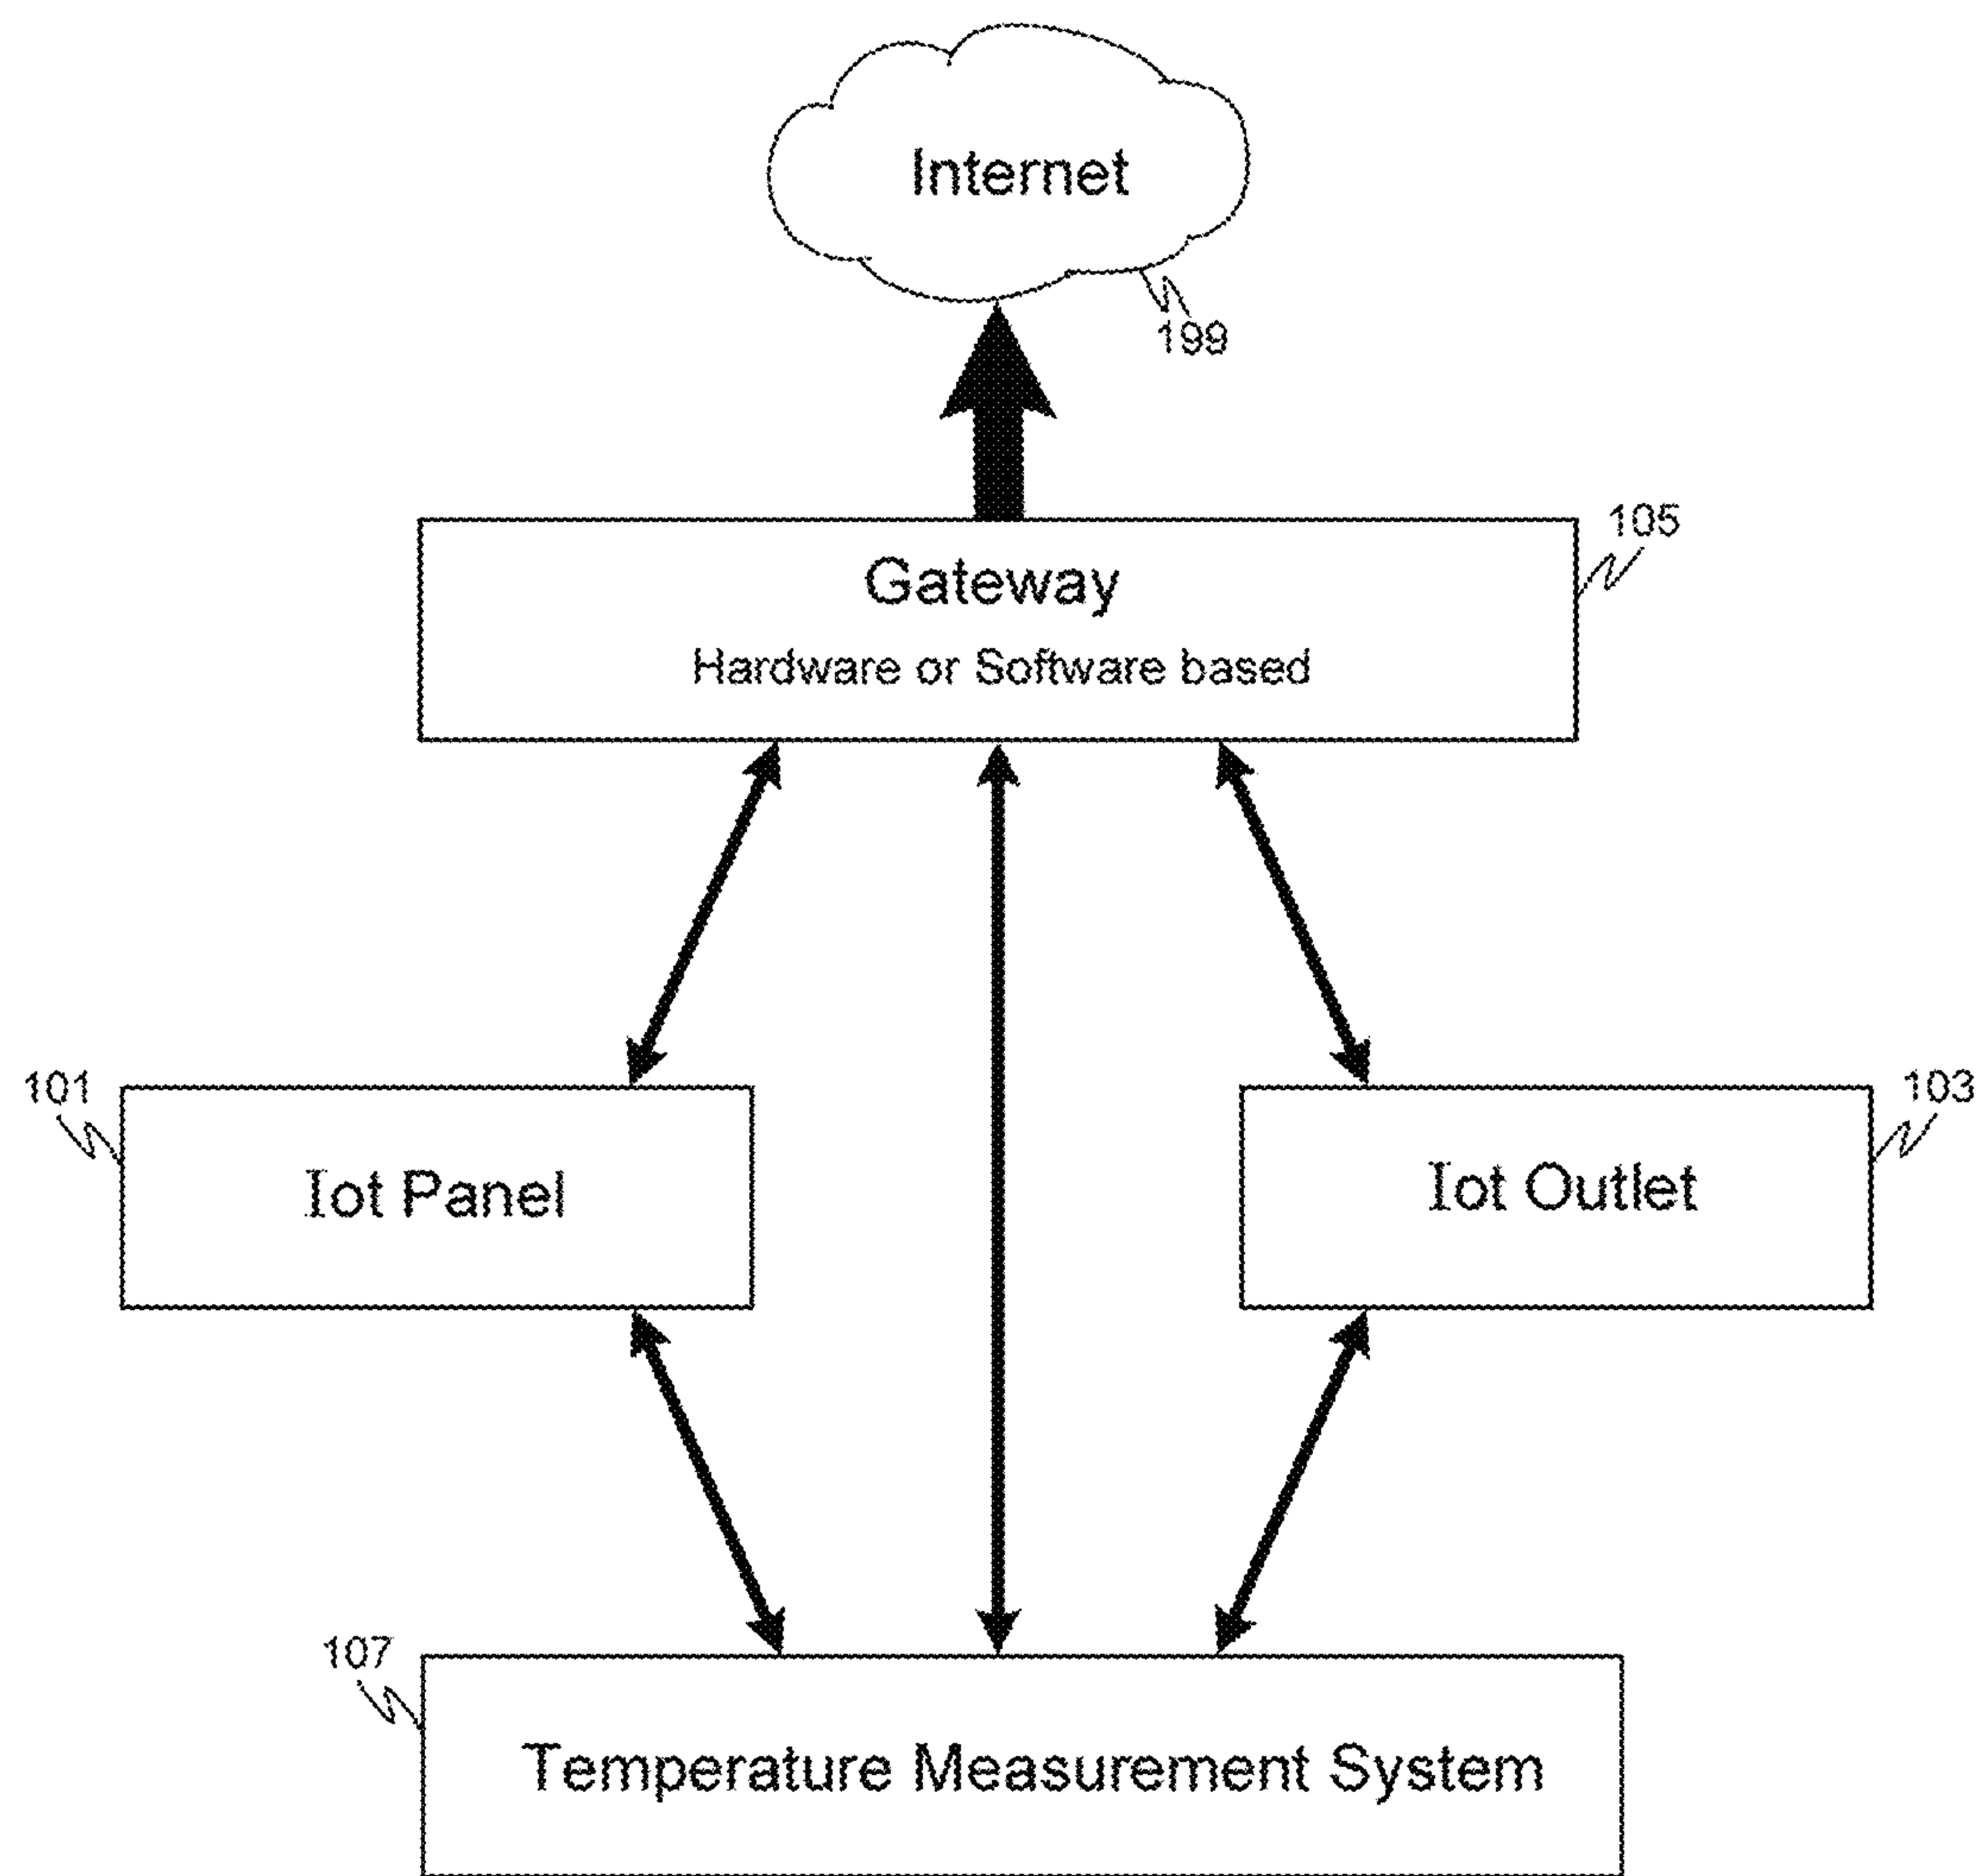 Internet
199
105
Gateway
Hardware or Software based
101
103
Iot Panel
Iot Outlet
107
Temperature Measurement System